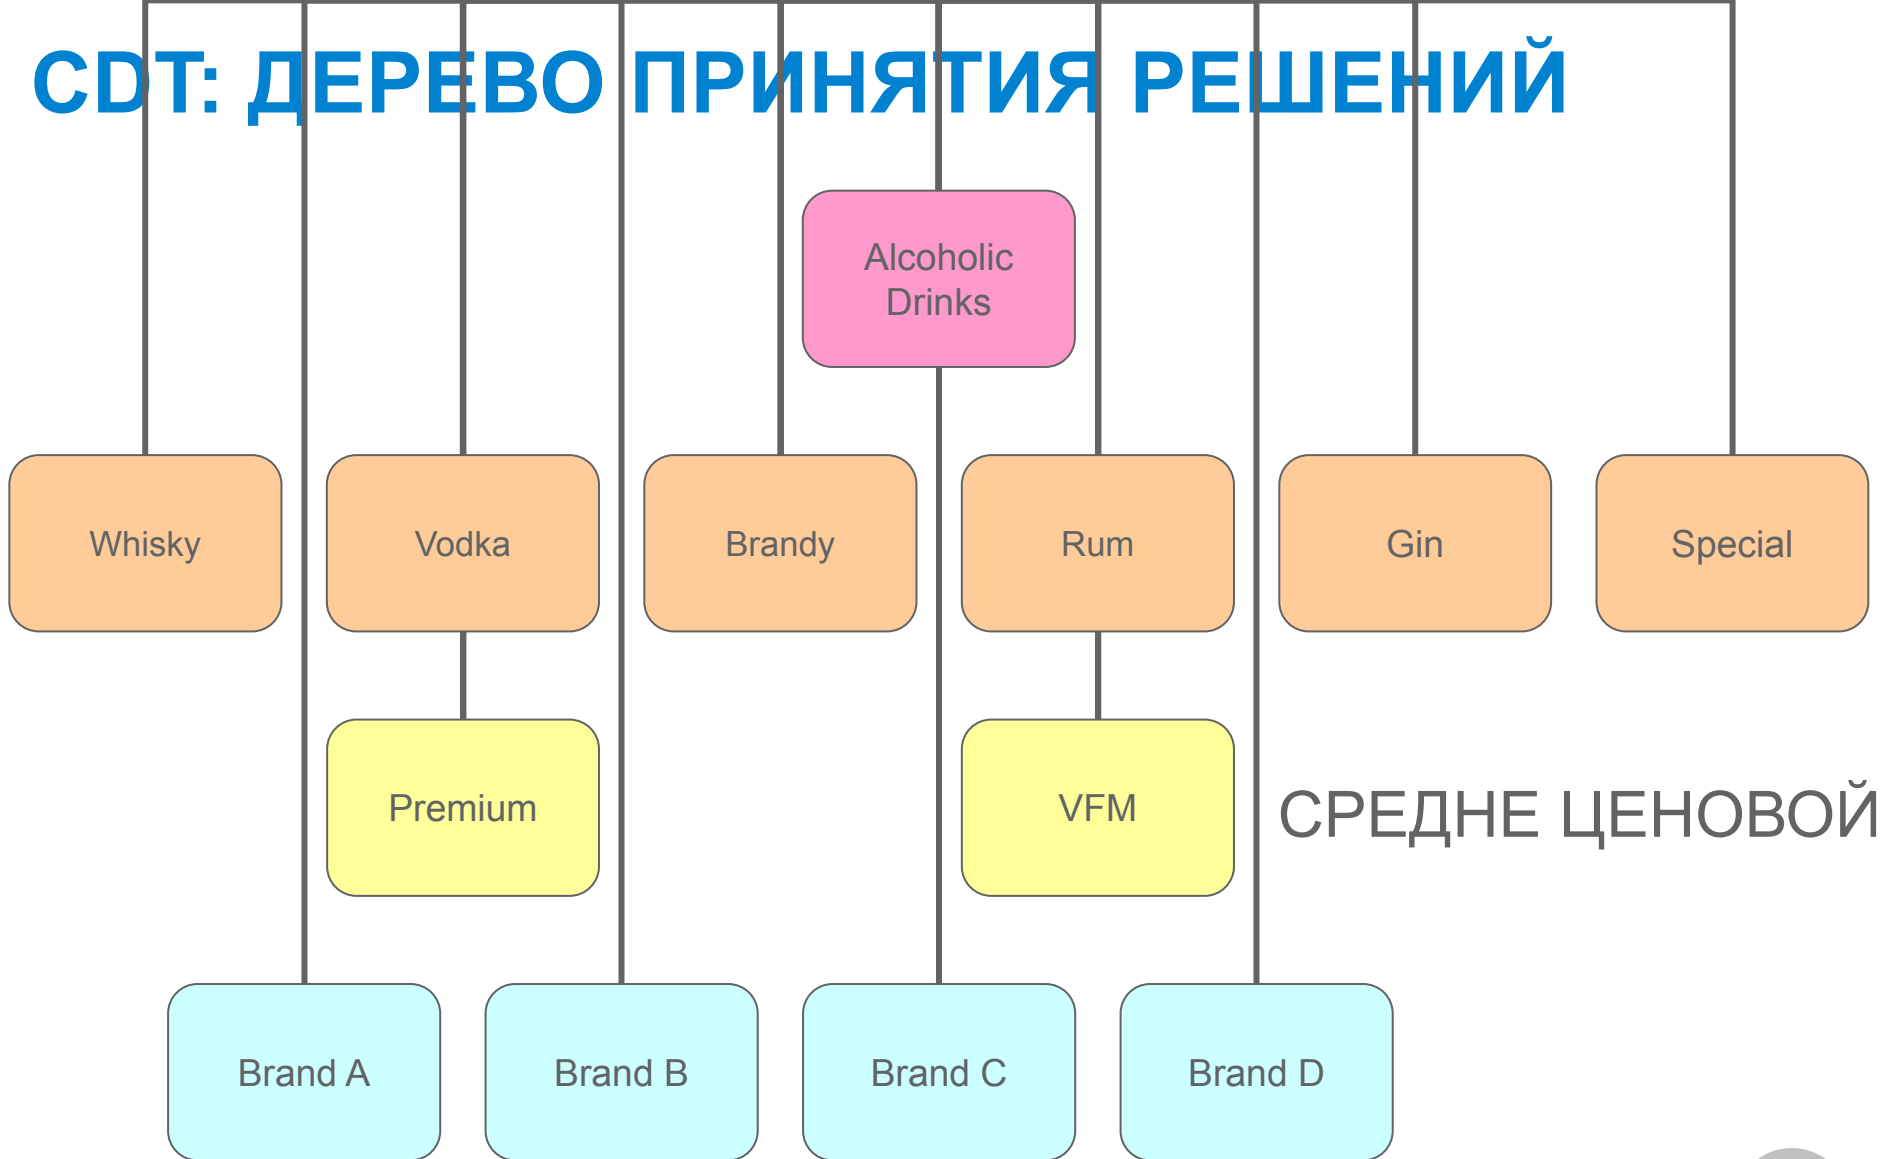 CDT: ДЕРЕВО ПРИНЯТИЯ РЕШЕНИЙ
Alcoholic
Drinks
Whisky
Vodka
Brandy
Rum
Gin
Special
Premium
VFM
СРЕДНЕ ЦЕНОВОЙ
Brand A
Brand B
Brand C
Brand D